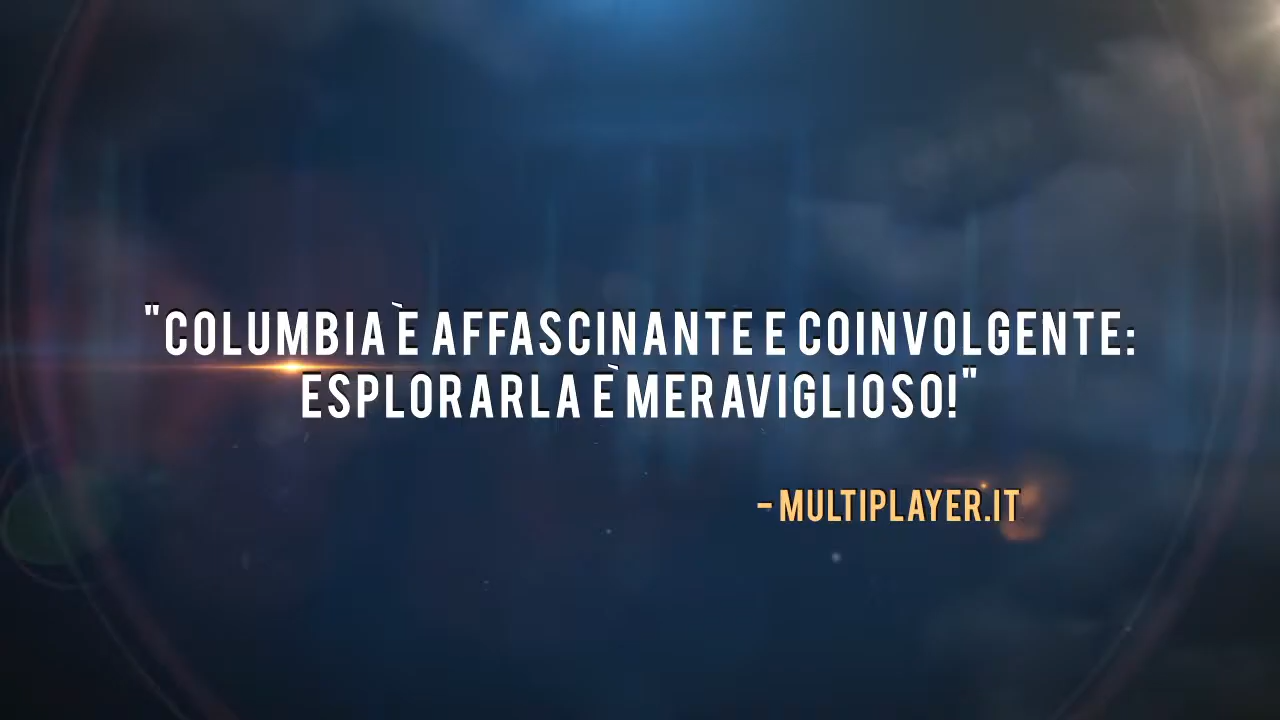 "COLUMBIA È AFFASCINANTE E COINVOLGENTE:
ESPLORARLA È MERAVIGLIOSO!"
- MULTIPLAYER.IT